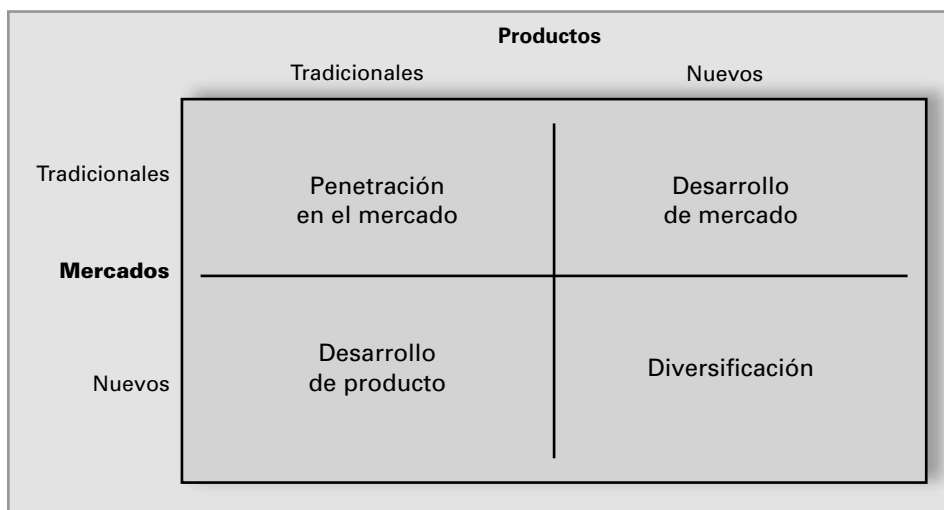 Productos
Tradicionales
Nuevos
Tradicionales
Penetración
en el mercado
Desarrollo
de mercado
Mercados
Nuevos
Desarrollo
de producto
Diversificación